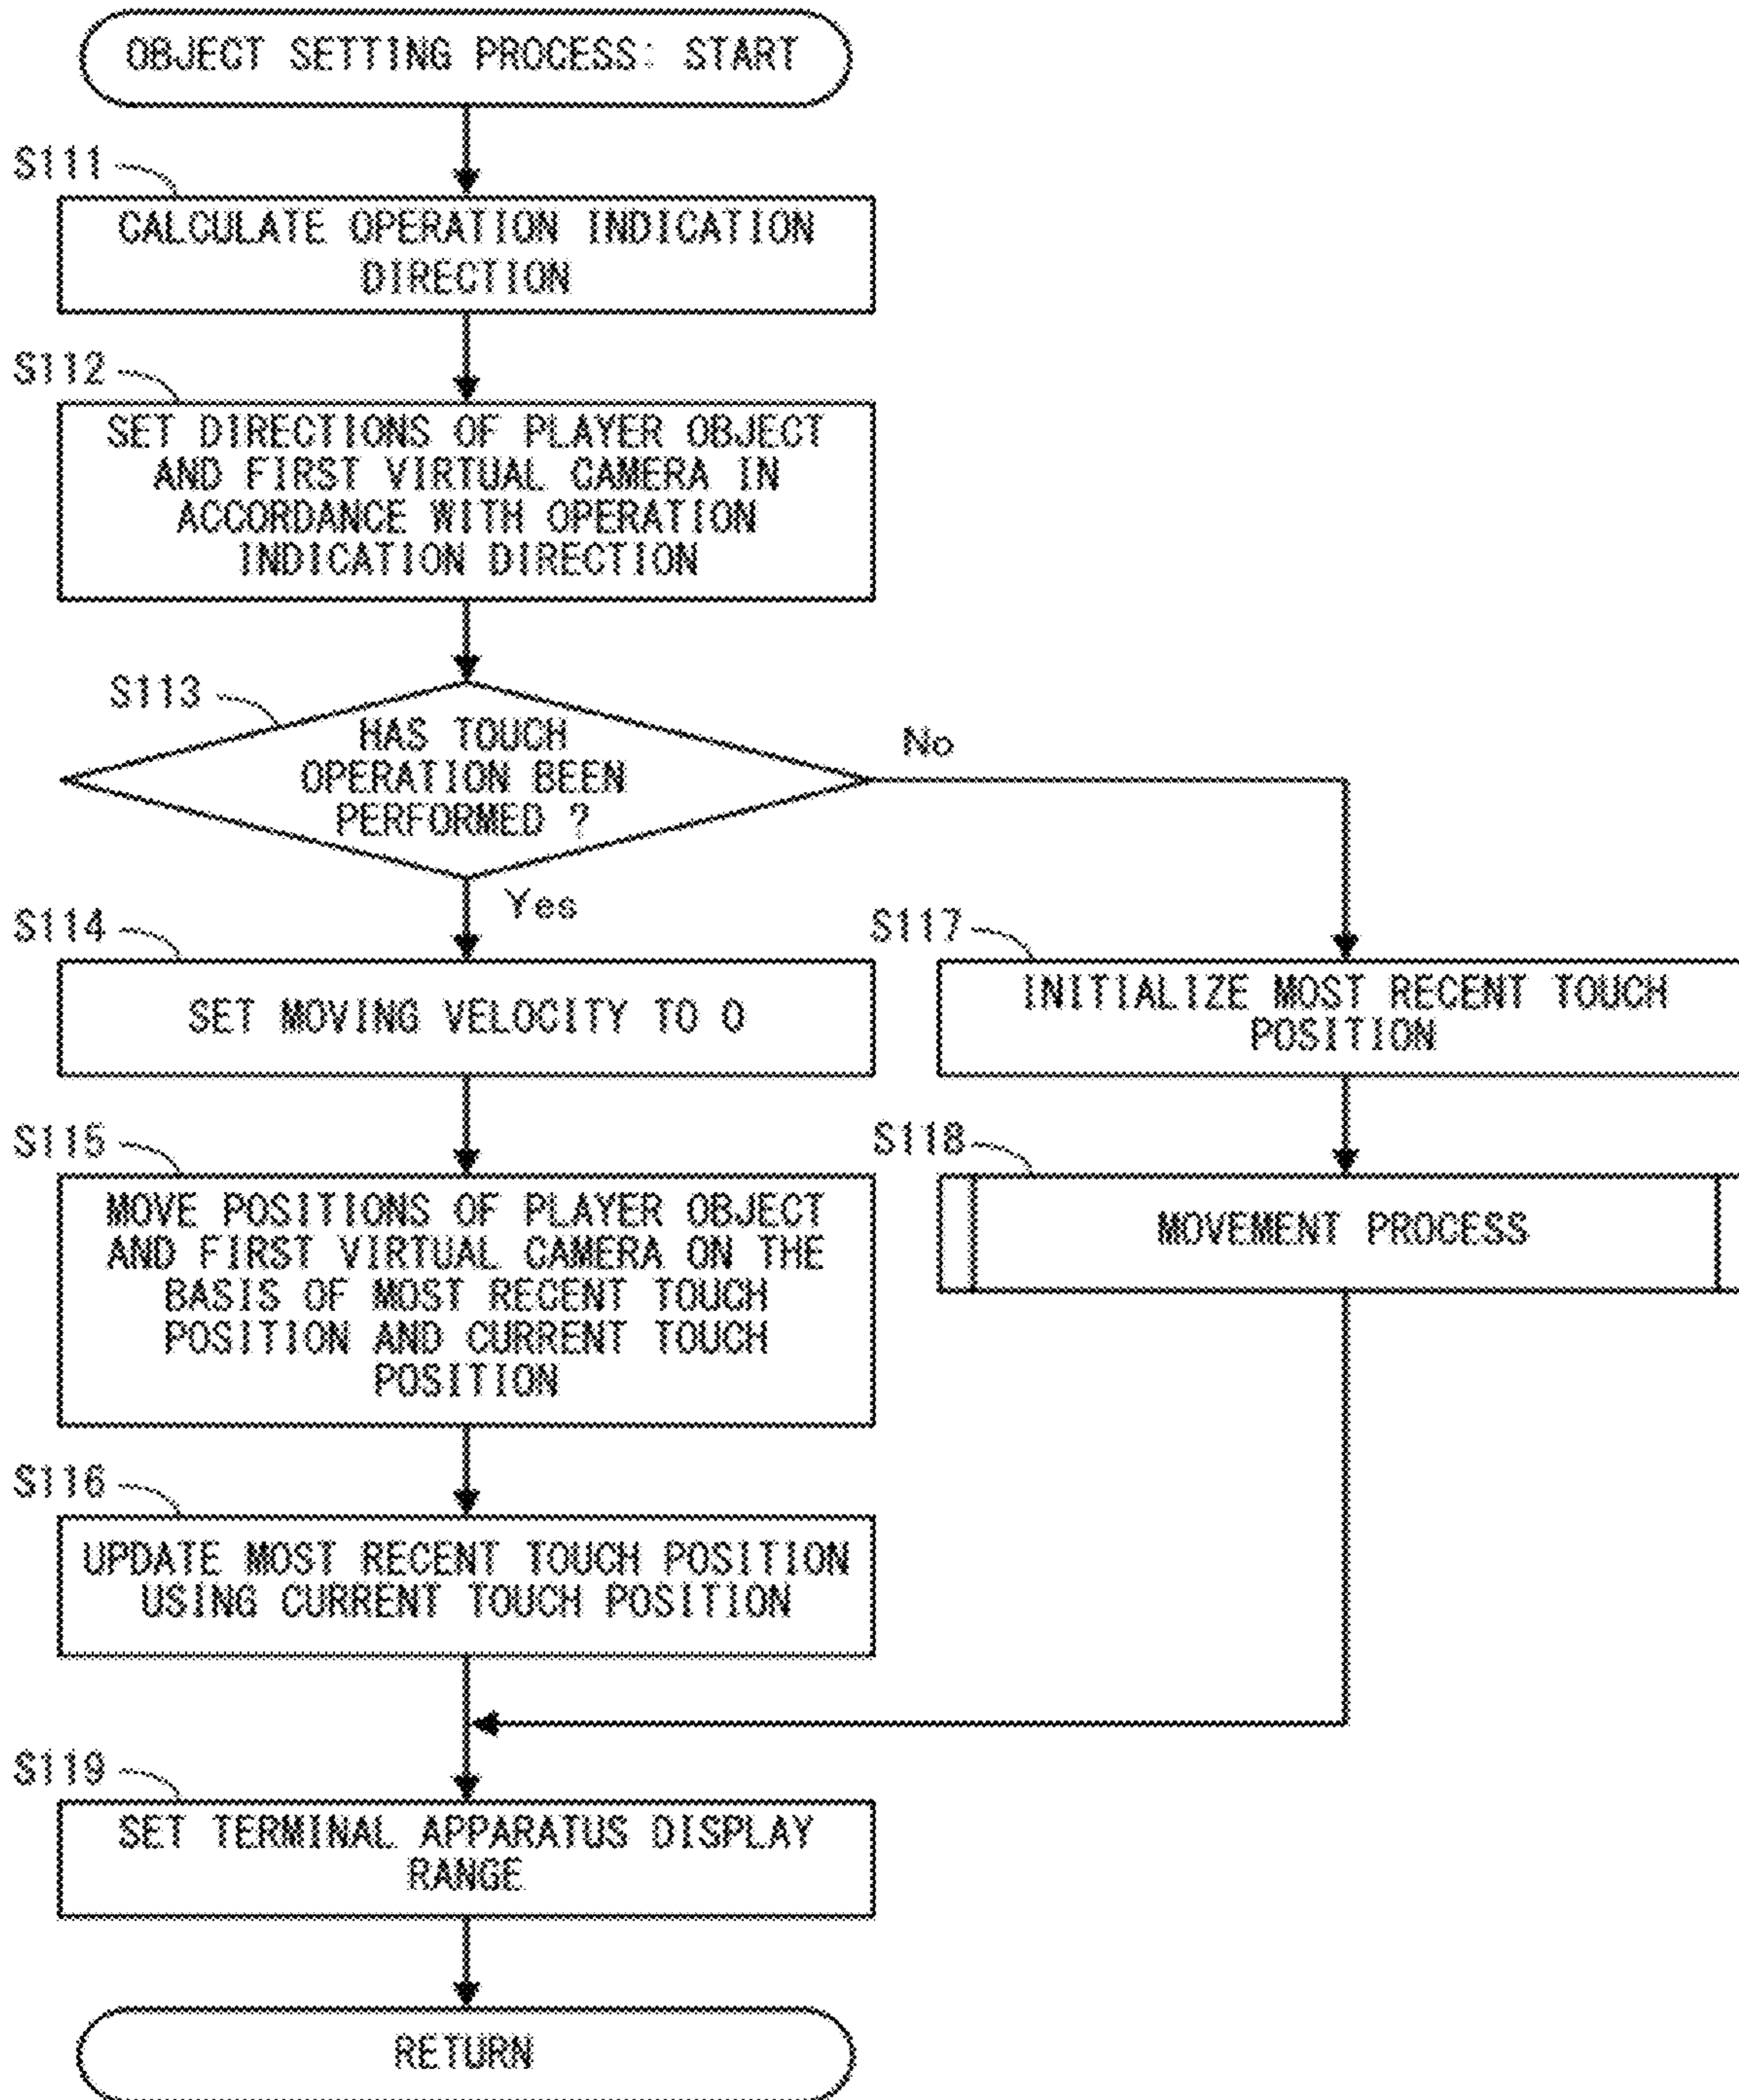 OBJECT SETTING PROCESS: START
S111
CALCULATE OPERATION INDICATION
DIRECTION
S112
SET DIRECTIONS OF PLAYER OBJECT
AND FIRST VIRTUAL CAMERA IN
ACCORDANCE WITH OPERATION
INDICATION DIRECTION
S113
HAS TOUCH
OPERATION BEEN
PERFORMED ?
No
Yes
S114
SET MOVING VELOCITY TO 0
S117
INITIALIZE MOST RECENT TOUCH
POSITION
S115
MOVE POSITIONS OF PLAYER OBJECT
AND FIRST VIRTUAL CAMERA ON THE
BASIS OF MOST RECENT TOUCH
POSITION AND CURRENT TOUCH
POSITION
S118
MOVEMENT PROCESS
S116
UPDATE MOST RECENT TOUCH POSITION
USING CURRENT TOUCH POSITION
S119
SET TERMINAL APPARATUS DISPLAY
RANGE
RETURN